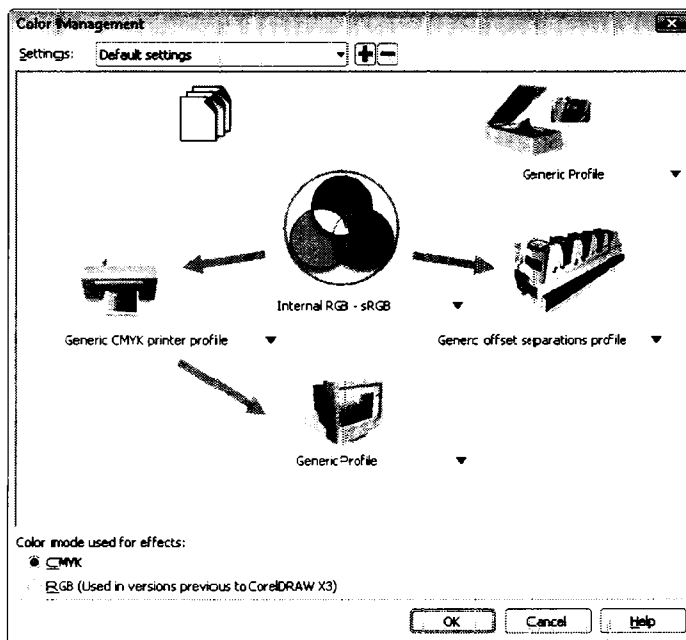 Color Management
Settings: Default settings
Generic Profile
Internal RGB - sRGB
Generic CMYK printer profile
Generic offset separations profile
Generic Profile
Color mode used for effects:
CMYK
RGB (Used in versions previous to CorelDRAW X3)
OK Cancel Help